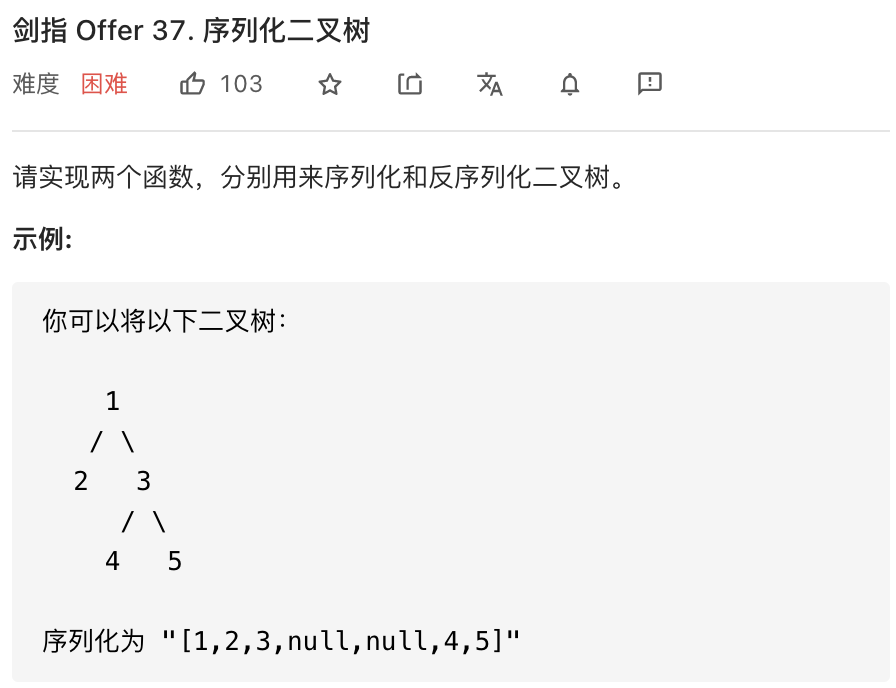 剑指 Offer 37. 序列化二叉树
难度 困难 103
请实现两个函数，分别用来序列化和反序列化二叉树。
示例:
你可以将以下二叉树：
1
/ \
2 3
/ \
4 5
序列化为 "[1,2,3,null,null,4,5]"